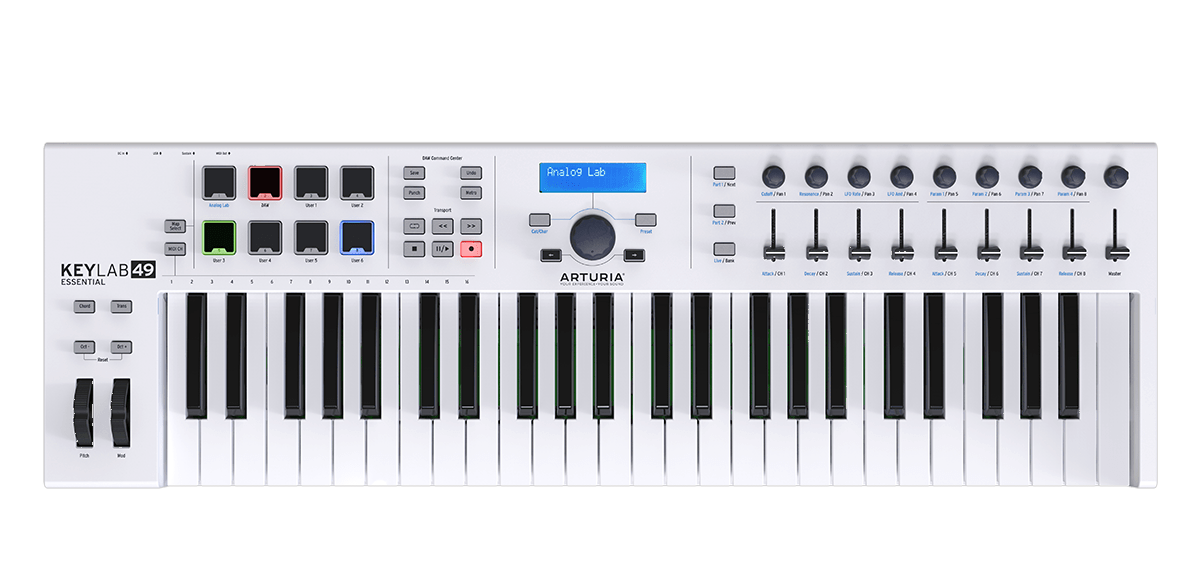 DAW Command Center
Save
Undo
Punch
Metro
Transport
Analog Lab
DAW
User 1
User 2
User 3
User 4
User 5
User 6
Map
Select
MIDI CH
KEYLAB 49
ESSENTIAL
1 2 3 4 5 6 7 8 9 10 11 12 13 14 15 16
Chord
Trans
Oct -
Oct +
Reset
Pitch
Mod
Analog Lab
Cat/Char
Preset
ARTURIA
YOUR EXPERIENCE • YOUR SOUND
Part 1 / Next
Part 2 / Prev
Live / Bank
Cutoff / Pan 1
Resonance / Pan 2
LFO Rate / Pan 3
LFO Amt / Pan 4
Param 1 / Pan 5
Param 2 / Pan 6
Param 3 / Pan 7
Param 4 / Pan 8
Attack / CH 1
Decay / CH 2
Sustain / CH 3
Release / CH 4
Attack / CH 5
Decay / CH 6
Sustain / CH 7
Release / CH 8
Master